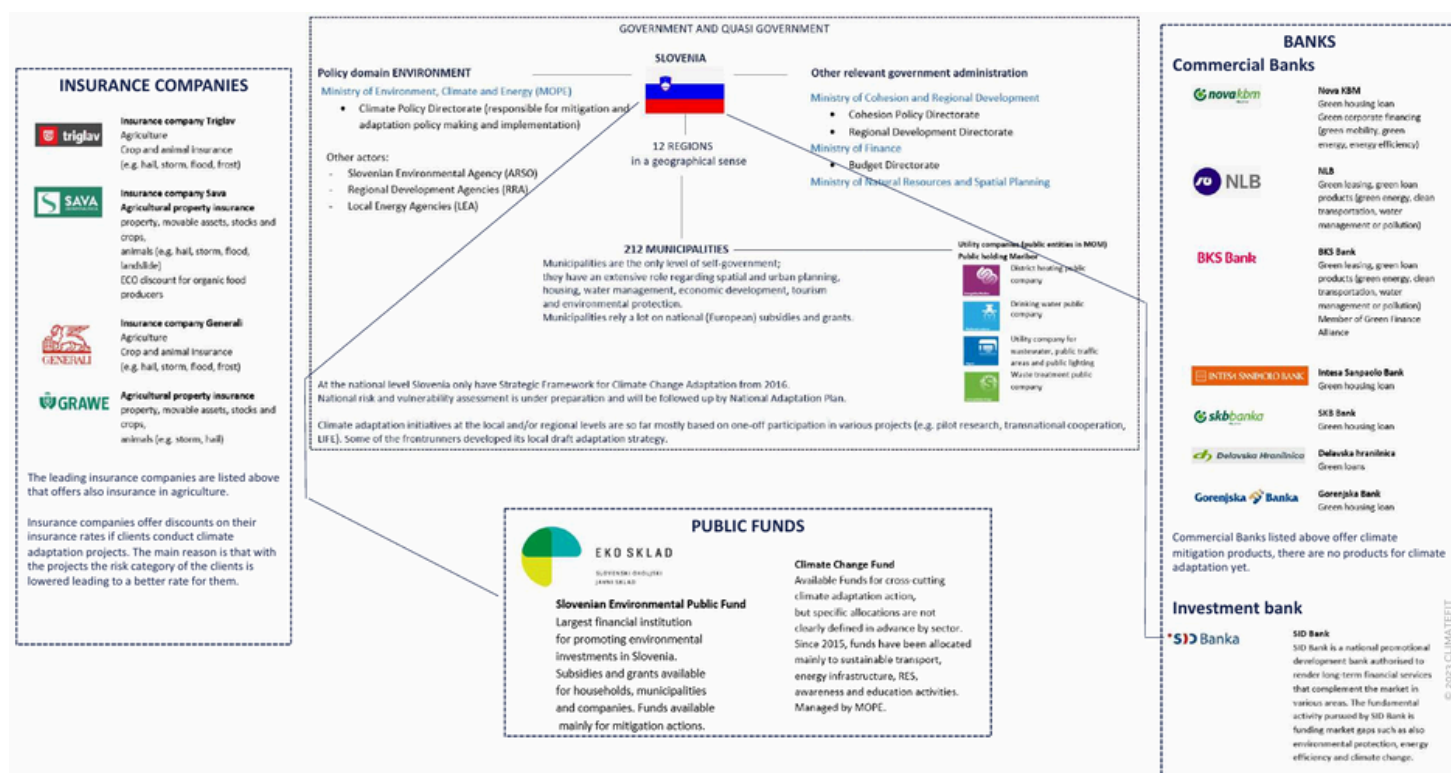 GOVERNMENT AND QUASI GOVERNMENT
SLOVENIA
Policy domain ENVIRONMENT
Ministry of Environment, Climate and Energy (MOPE)
• Climate Policy Directorate (responsible for mitigation and
adaptation policy making and implementation)
Other actors:
- Slovenian Environmental Agency (ARSO)
- Regional Development Agencies (RRA)
- Local Energy Agencies (LEA)
12 REGIONS
in a geographical sense
Other relevant government administration
Ministry of Cohesion and Regional Development
• Cohesion Policy Directorate
• Regional Development Directorate
Ministry of Finance
• Budget Directorate
Ministry of Natural Resources and Spatial Planning
212 MUNICIPALITIES
Municipalities are the only level of self-government;
they have an extensive role regarding spatial and urban planning,
housing, water management, economic development, tourism
and environmental protection.
Municipalities rely a lot on national (European) subsidies and grants.
Utility companies (public entities in MOM)
Public holding Maribor
District heating public
company
Drinking water public
company
Utility company for
wastewater, public traffic
areas and public lighting
Waste treatment public
company
At the national level Slovenia only have Strategic Framework for Climate Change Adaptation from 2016.
National risk and vulnerability assessment is under preparation and will be followed up by National Adaptation Plan.
Climate adaptation initiatives at the local and/or regional levels are so far mostly based on one-off participation in various projects (e.g. pilot research, transnational cooperation,
LIFE). Some of the frontrunners developed its local draft adaptation strategy.
INSURANCE COMPANIES
triglav
Insurance company Triglav
Agriculture
Crop and animal insurance
(e.g. hail, storm, flood, frost)
SAVA
Insurance company Sava
Agricultural property insurance
property, movable assets, stocks and
crops,
animals (e.g. hail, storm, flood,
landslide)
ECO discount for organic food
producers
GENERALI
Insurance company Generali
Agriculture
Crop and animal insurance
(e.g. hail, storm, flood, frost)
GRAWE
Agricultural property insurance
property, movable assets, stocks and
crops,
animals (e.g. storm, hail)
The leading insurance companies are listed above
that offers also insurance in agriculture.
Insurance companies offer discounts on their
insurance rates if clients conduct climate
adaptation projects. The main reason is that with
the projects the risk category of the clients is
lowered leading to a better rate for them.
PUBLIC FUNDS
EKO SKLAD
SLOVENSKI OKOLJSKI
JAVNI SKLAD
Slovenian Environmental Public Fund
Largest financial institution
for promoting environmental
investments in Slovenia.
Subsidies and grants available
for households, municipalities
and companies. Funds available
mainly for mitigation actions.
Climate Change Fund
Available Funds for cross-cutting
climate adaptation action,
but specific allocations are not
clearly defined in advance by sector.
Since 2015, funds have been allocated
mainly to sustainable transport,
energy infrastructure, RES,
awareness and education activities.
Managed by MOPE.
BANKS
Commercial Banks
novakbm
Nova KBM
Green housing loan
Green corporate financing
(green mobility, green
energy, energy efficiency)
NLB
NLB
Green leasing, green loan
products (green energy, clean
transportation, water
management or pollution)
BKS Bank
BKS Bank
Green leasing, green loan
products (green energy, clean
transportation, water
management or pollution)
Member of Green Finance
Alliance
INTESA SANPAOLO BANK
Intesa Sanpaolo Bank
Green housing loan
skbbanka
SKB Bank
Green housing loan
Delavska Hranilnica
Delavska hranilnica
Green loans
Gorenjska Banka
Gorenjska Bank
Green housing loan
Commercial Banks listed above offer climate
mitigation products, there are no products for climate
adaptation yet.
Investment bank
SID Banka
SID Bank
SID Bank is a national promotional
development bank authorised to
render long-term financial services
that complement the market in
various areas. The fundamental
activity pursued by SID Bank is
funding market gaps such as also
environmental protection, energy
efficiency and climate change.
© 2023 CLIMATEFIT